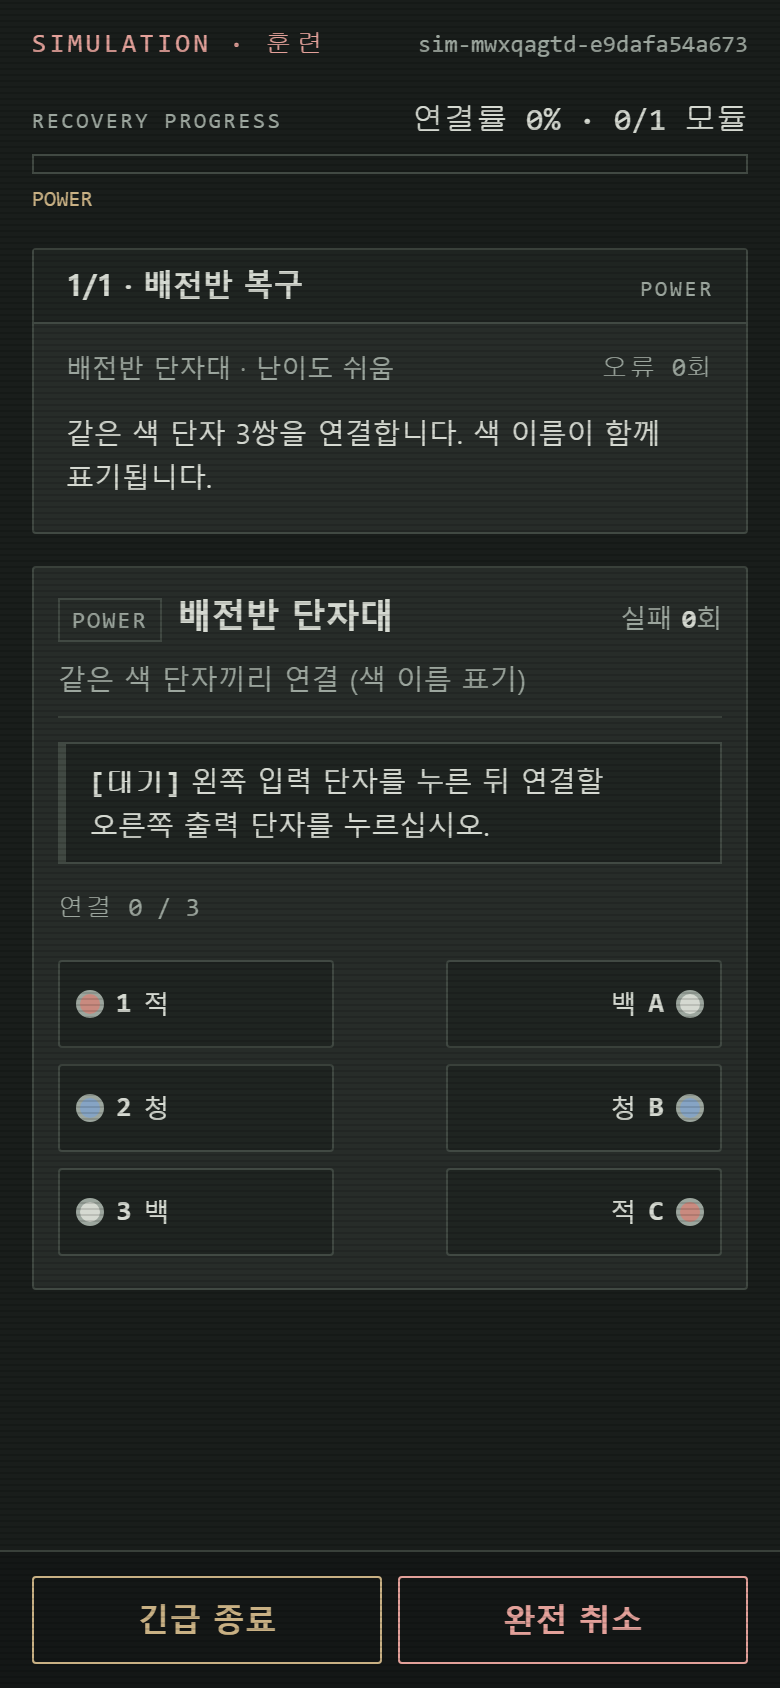 SIMULATION · 훈련
sim-mwxqagtd-e9dafa54a673
RECOVERY PROGRESS
연결률 0% · 0/1 모듈
POWER
1/1 · 배전반 복구
POWER
배전반 단자대 · 난이도 쉬움
오류 0회
같은 색 단자 3쌍을 연결합니다. 색 이름이 함께
표기됩니다.
POWER 배전반 단자대
실패 0회
같은 색 단자끼리 연결 (색 이름 표기)
[대기] 왼쪽 입력 단자를 누른 뒤 연결할
오른쪽 출력 단자를 누르십시오.
연결 0 / 3
1 적
백 A
2 청
청 B
3 백
적 C
긴급 종료
완전 취소